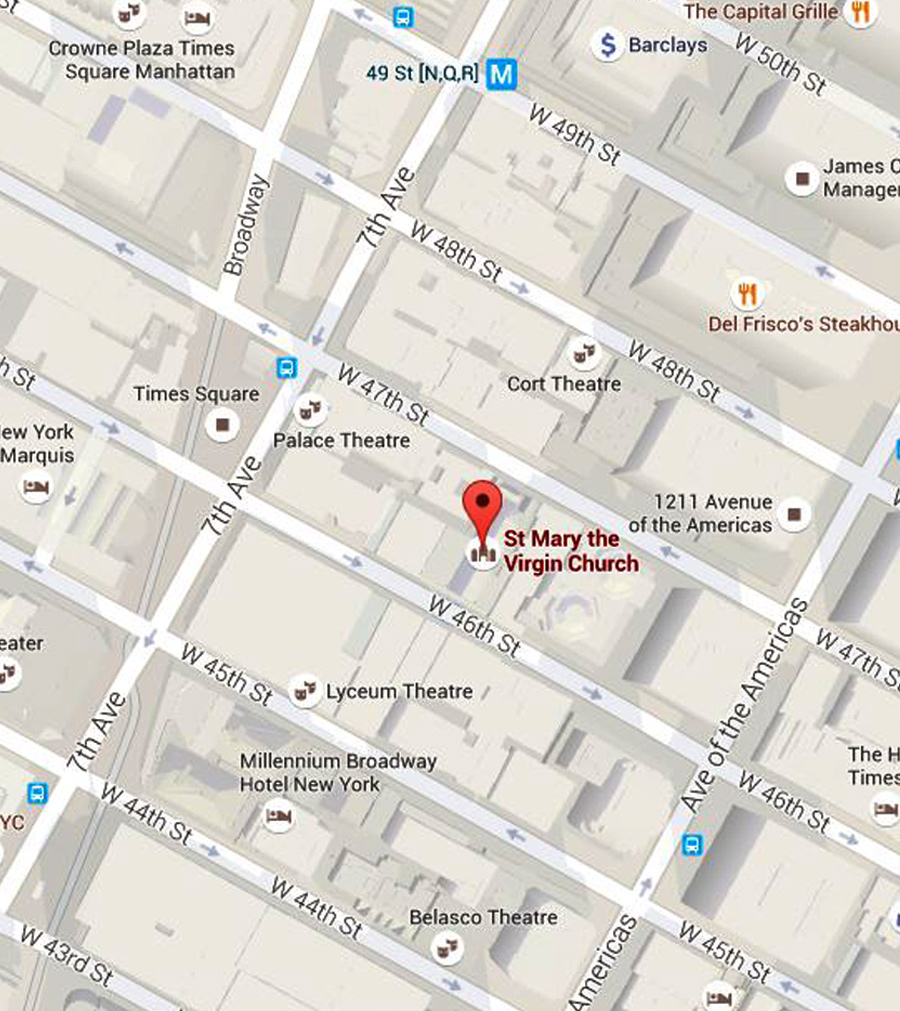 St
The Capital Grille
Crowne Plaza Times
Square Manhattan
Barclays
W 50th St
49 St [N,Q,R]
M
W 49th St
James C
Manager
Broadway
7th Ave
W 48th St
Del Frisco's Steakhou
Cort Theatre
W 48th St
h St
Times Square
W 47th St
Palace Theatre
ew York
Marquis
7th Ave
1211 Avenue
of the Americas
St Mary the
Virgin Church
W 46th St
W 47th S
eater
W 45th St
Lyceum Theatre
Ave of the Americas
7th Ave
Millennium Broadway
Hotel New York
The H
Times
W 46th St
YC
W 44th St
W 44th St
Belasco Theatre
W 43rd St
Americas
W 45th St